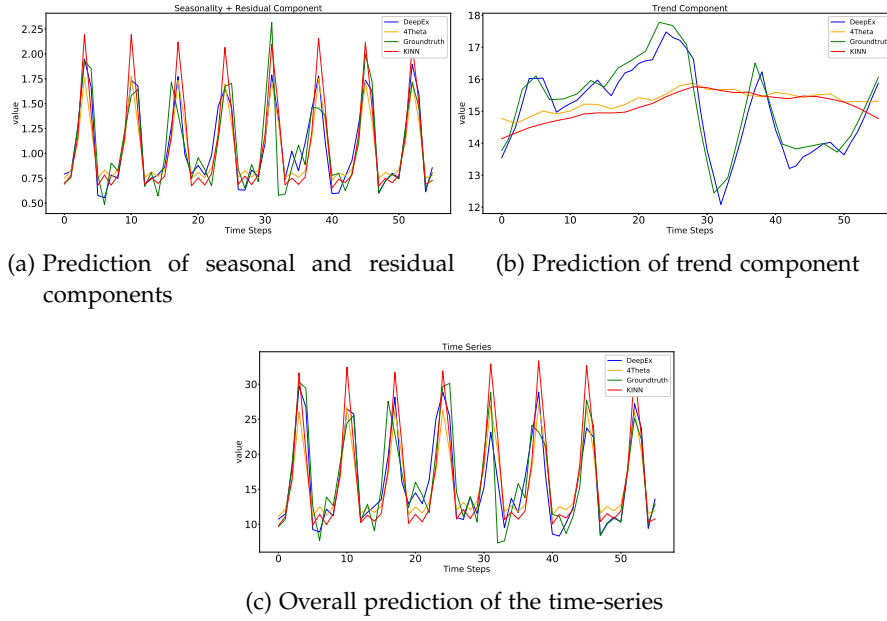 Seasonality + Residual Component
DeepEx
4Theta
Groundtruth
KINN
2.25
2.00
1.75
1.50
1.25
1.00
0.75
0.50
value
0 10 20 30 40 50
Time Steps
(a) Prediction of seasonal and residual
components
Trend Component
DeepEx
4Theta
Groundtruth
KINN
18
17
16
15
14
13
12
value
0 10 20 30 40 50
Time Steps
(b) Prediction of trend component
Time Series
DeepEx
4Theta
Groundtruth
KINN
30
25
20
15
10
value
0 10 20 30 40 50
Time Steps
(c) Overall prediction of the time-series